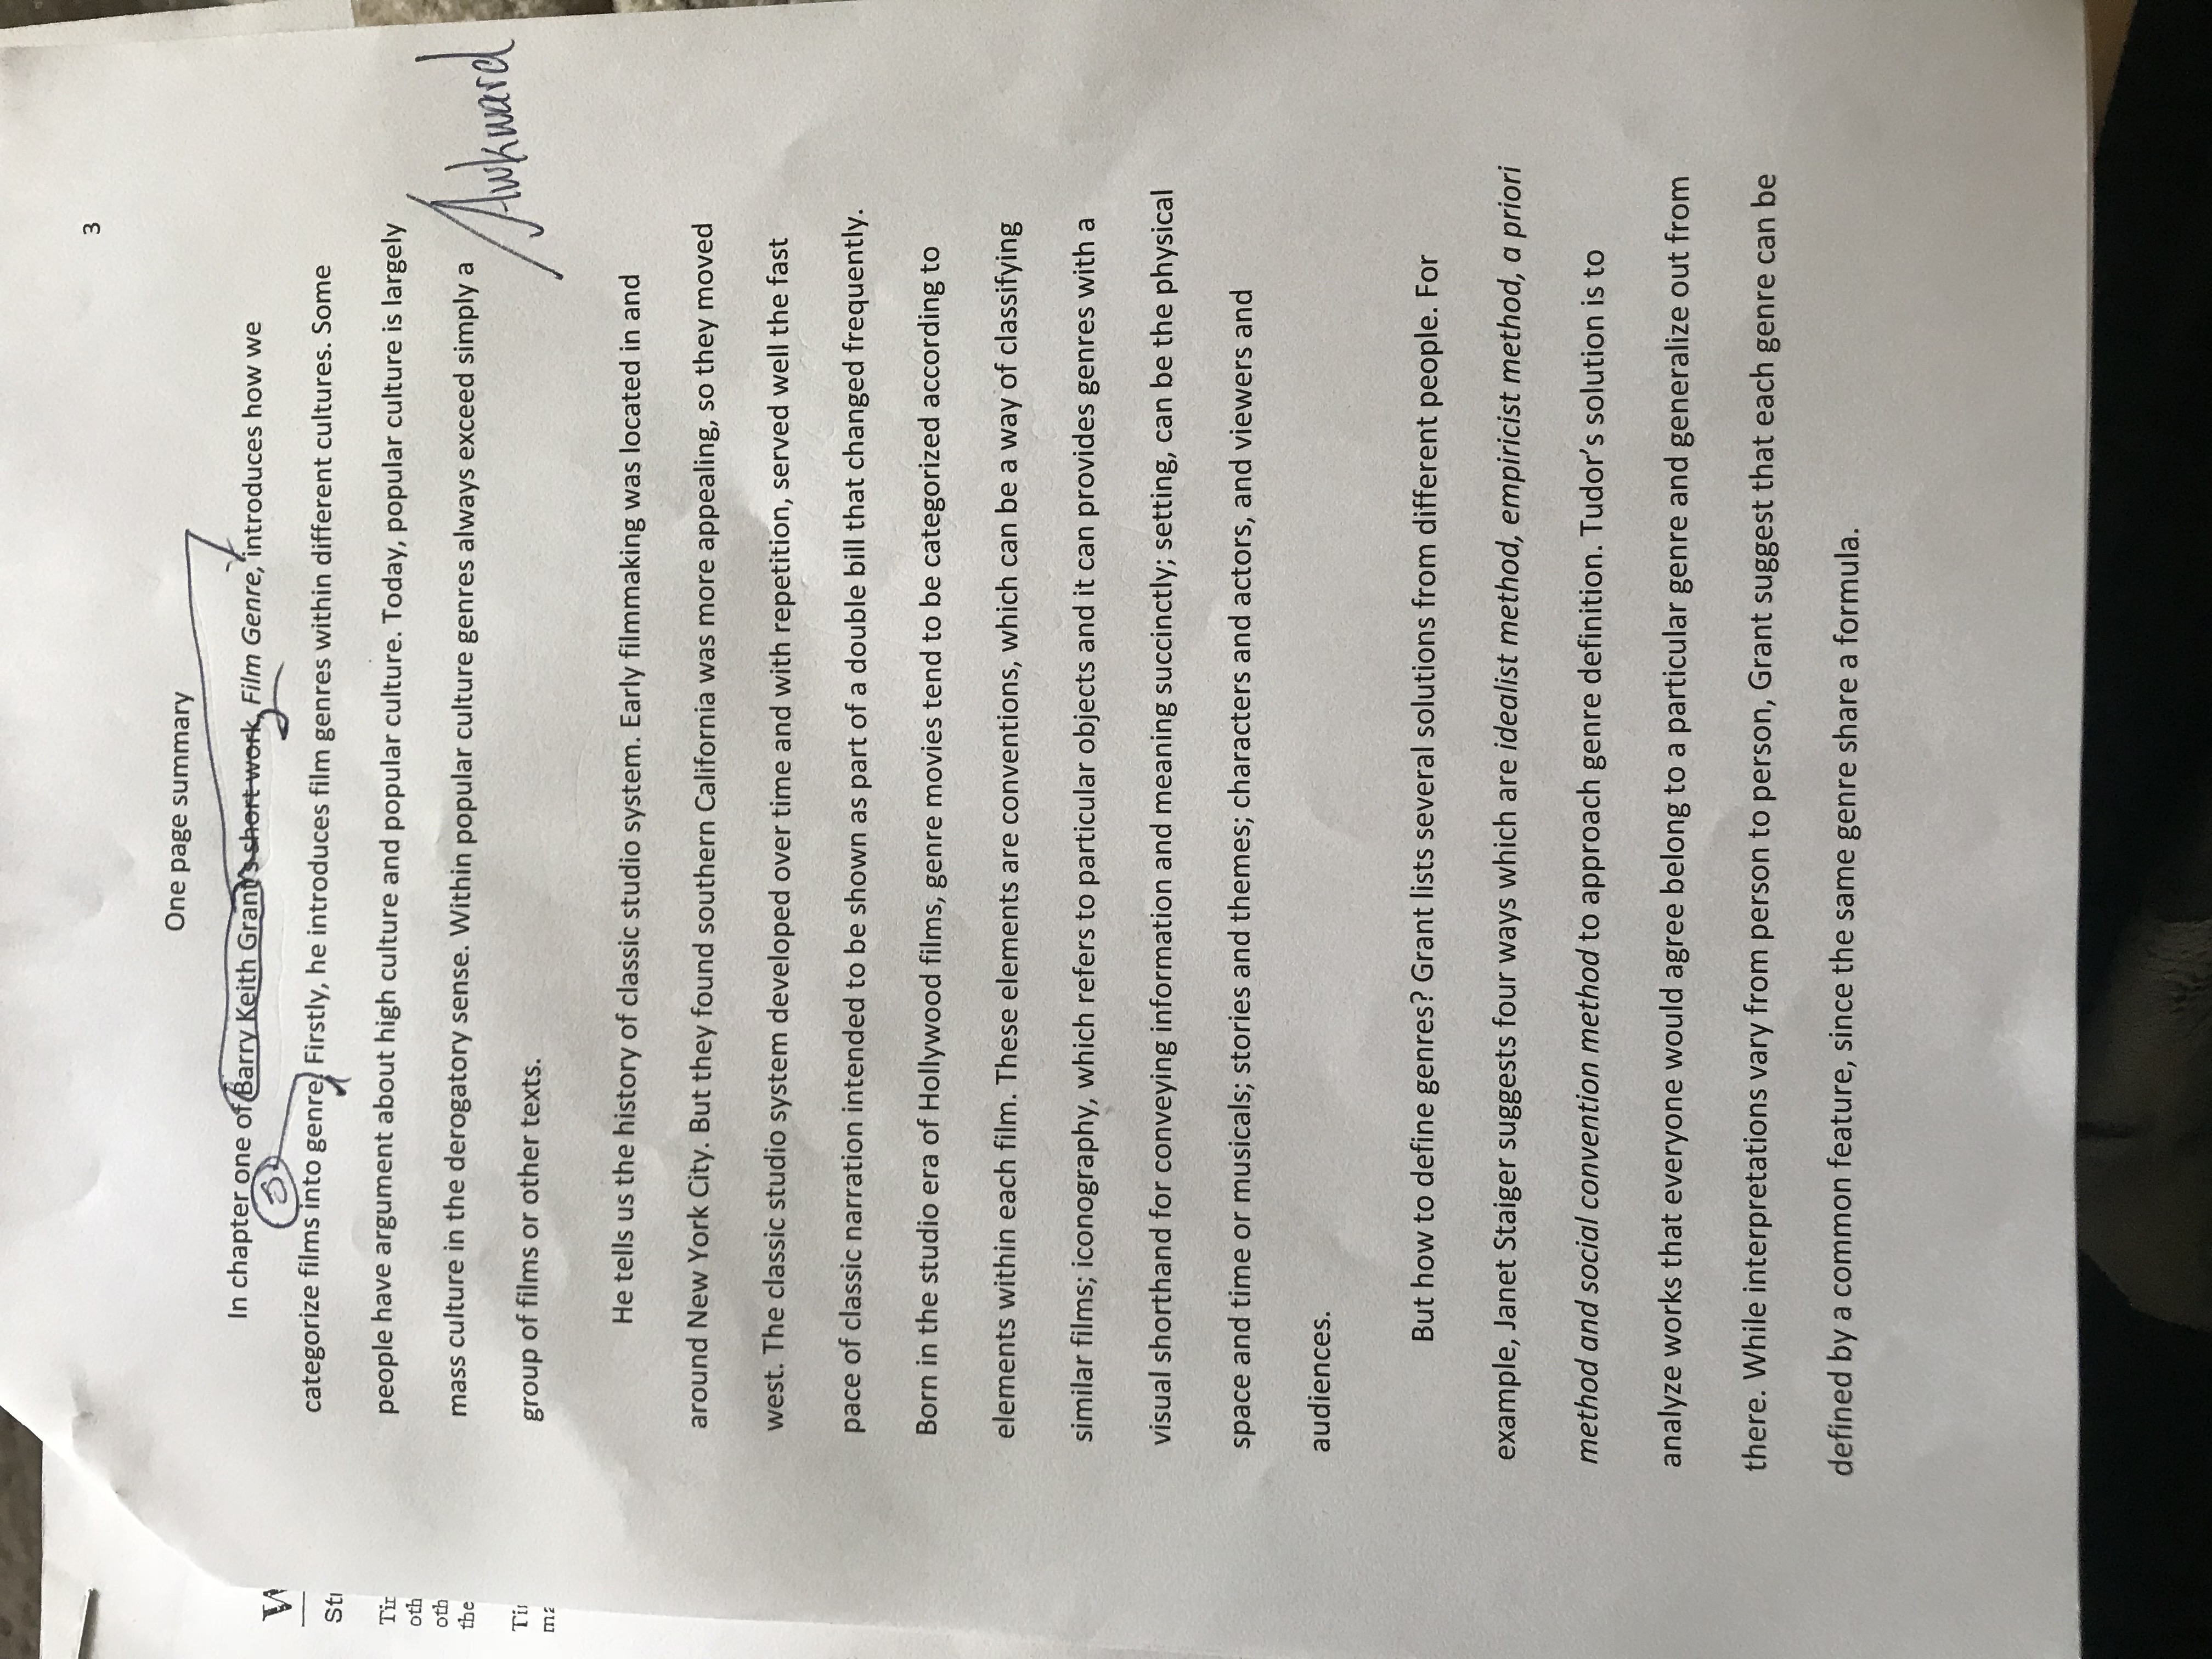 3
One page summary
In chapter one of Barry Keith Grant's short work, Film Genre, introduces how we
s
categorize films into genre. Firstly, he introduces film genres within different cultures. Some
people have argument about high culture and popular culture. Today, popular culture is largely
mass culture in the derogatory sense. Within popular culture genres always exceed simply a
Awkward
group of films or other texts.
He tells us the history of classic studio system. Early filmmaking was located in and
around New York City. But they found southern California was more appealing, so they moved
west. The classic studio system developed over time and with repetition, served well the fast
pace of classic narration intended to be shown as part of a double bill that changed frequently.
Born in the studio era of Hollywood films, genre movies tend to be categorized according to
elements within each film. These elements are conventions, which can be a way of classifying
similar films; iconography, which refers to particular objects and it can provides genres with a
visual shorthand for conveying information and meaning succinctly; setting, can be the physical
space and time or musicals; stories and themes; characters and actors, and viewers and
audiences.
But how to define genres? Grant lists several solutions from different people. For
example, Janet Staiger suggests four ways which are idealist method, empiricist method, a priori
method and social convention method to approach genre definition. Tudor's solution is to
analyze works that everyone would agree belong to a particular genre and generalize out from
there. While interpretations vary from person to person, Grant suggest that each genre can be
defined by a common feature, since the same genre share a formula.
oth
oth
the